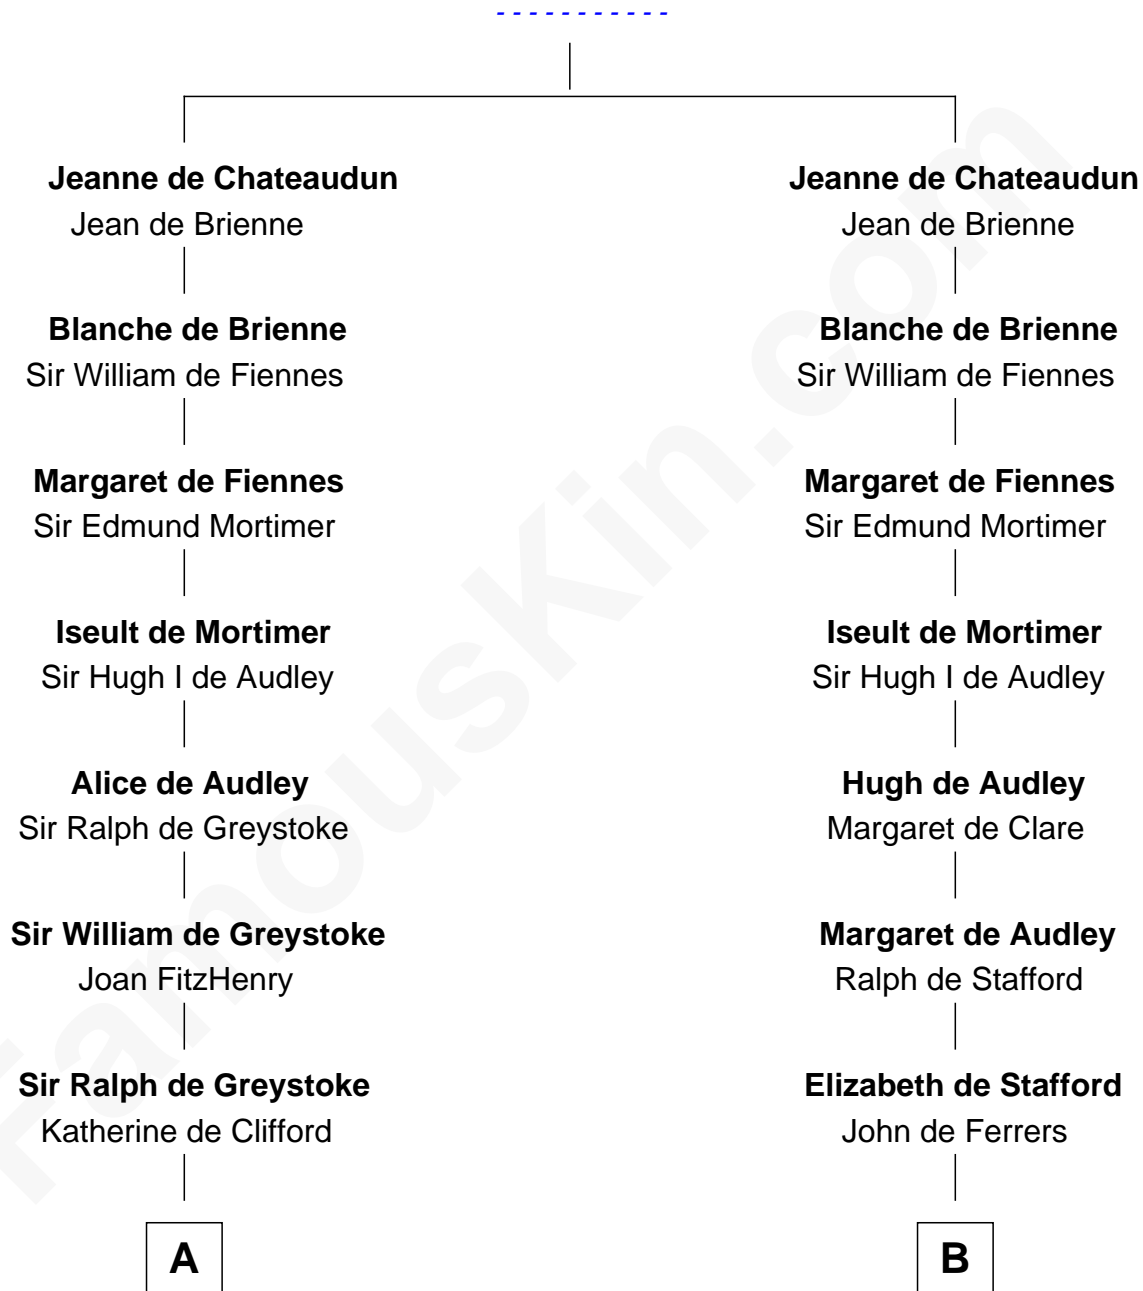 - - - - - - - - - - -
Jeanne de Chateaudun
Jean de Brienne
Jeanne de Chateaudun
Jean de Brienne
Blanche de Brienne
Sir William de Fiennes
Blanche de Brienne
Sir William de Fiennes
Margaret de Fiennes
Sir Edmund Mortimer
Margaret de Fiennes
Sir Edmund Mortimer
Iseult de Mortimer
Sir Hugh I de Audley
Iseult de Mortimer
Sir Hugh I de Audley
Alice de Audley
Sir Ralph de Greystoke
Hugh de Audley
Margaret de Clare
Sir William de Greystoke
Joan FitzHenry
Margaret de Audley
Ralph de Stafford
Sir Ralph de Greystoke
Katherine de Clifford
Elizabeth de Stafford
John de Ferrers
A
B
FamousKin.com